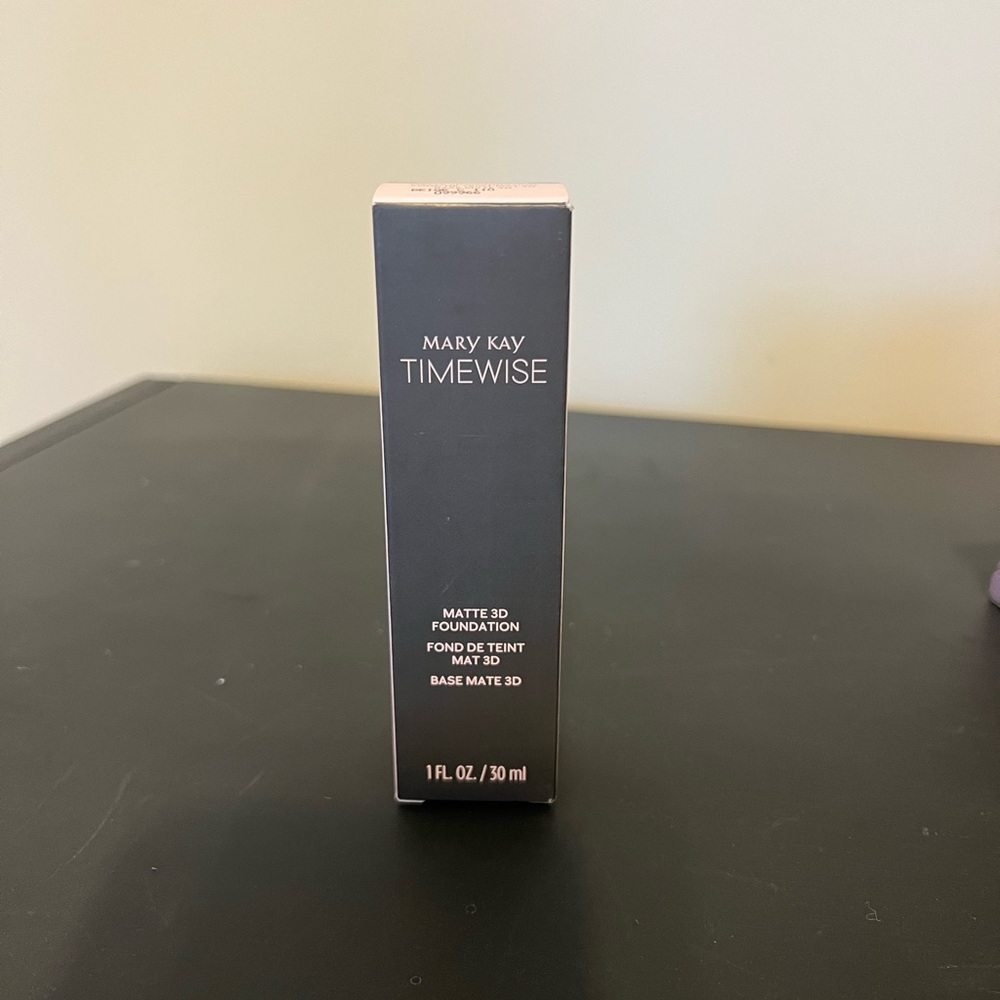 MARY KAY
TIMEWISE
MATTE 3D
FOUNDATION
FOND DE TEINT
MAT 3D
BASE MATE 3D
1 FL. OZ. / 30 ml